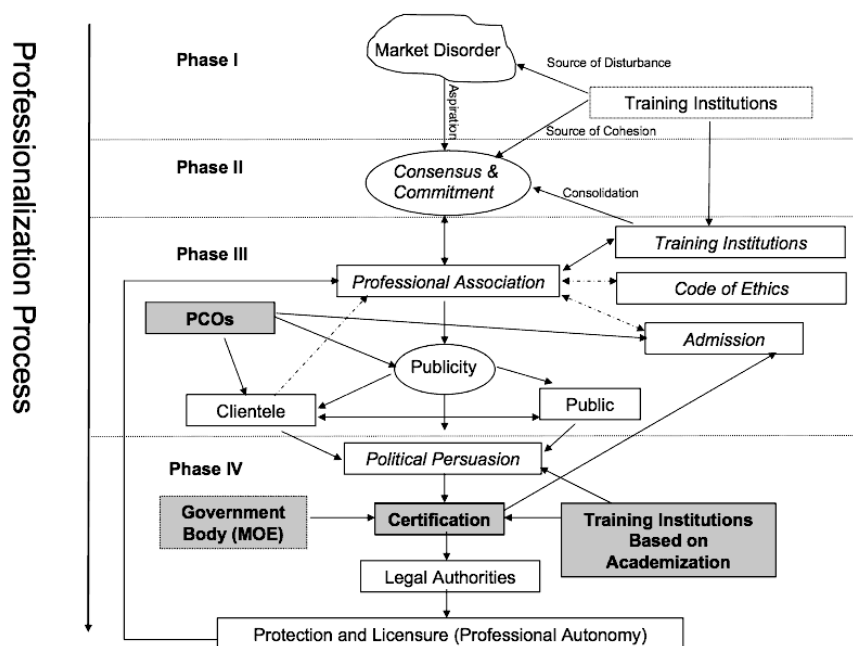 Professionalization Process
Phase I
Market Disorder
Source of Disturbance
Training Institutions
Aspiration
Source of Cohesion
Phase II
Consensus &
Commitment
Consolidation
Phase III
Training Institutions
Professional Association
Code of Ethics
PCOs
Admission
Publicity
Clientele
Public
Phase IV
Political Persuasion
Government
Body (MOE)
Certification
Training Institutions
Based on
Academization
Legal Authorities
Protection and Licensure (Professional Autonomy)